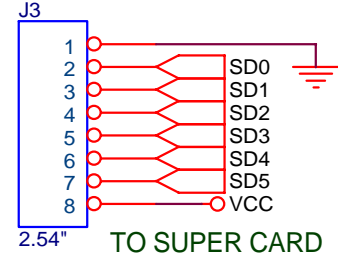 J3
1
2 SD0
3 SD1
4 SD2
5 SD3
6 SD4
7 SD5
8 VCC
2.54"
TO SUPER CARD